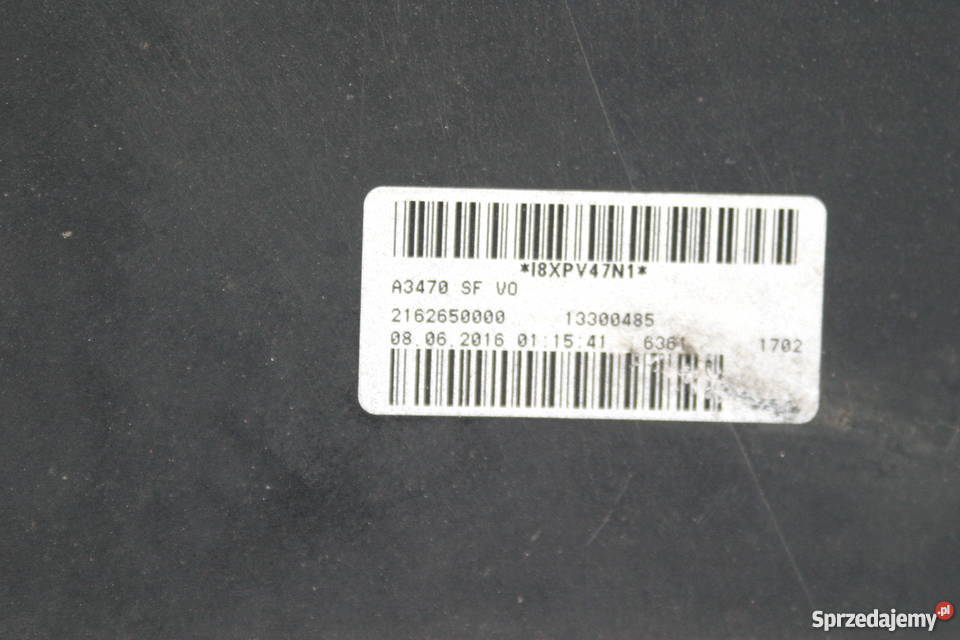 *I8XPV47N1*
A3470 SF VO
2162650000 13300485
08.06.2016 01:15:41 6361 1702
Sprzedajemy.pl